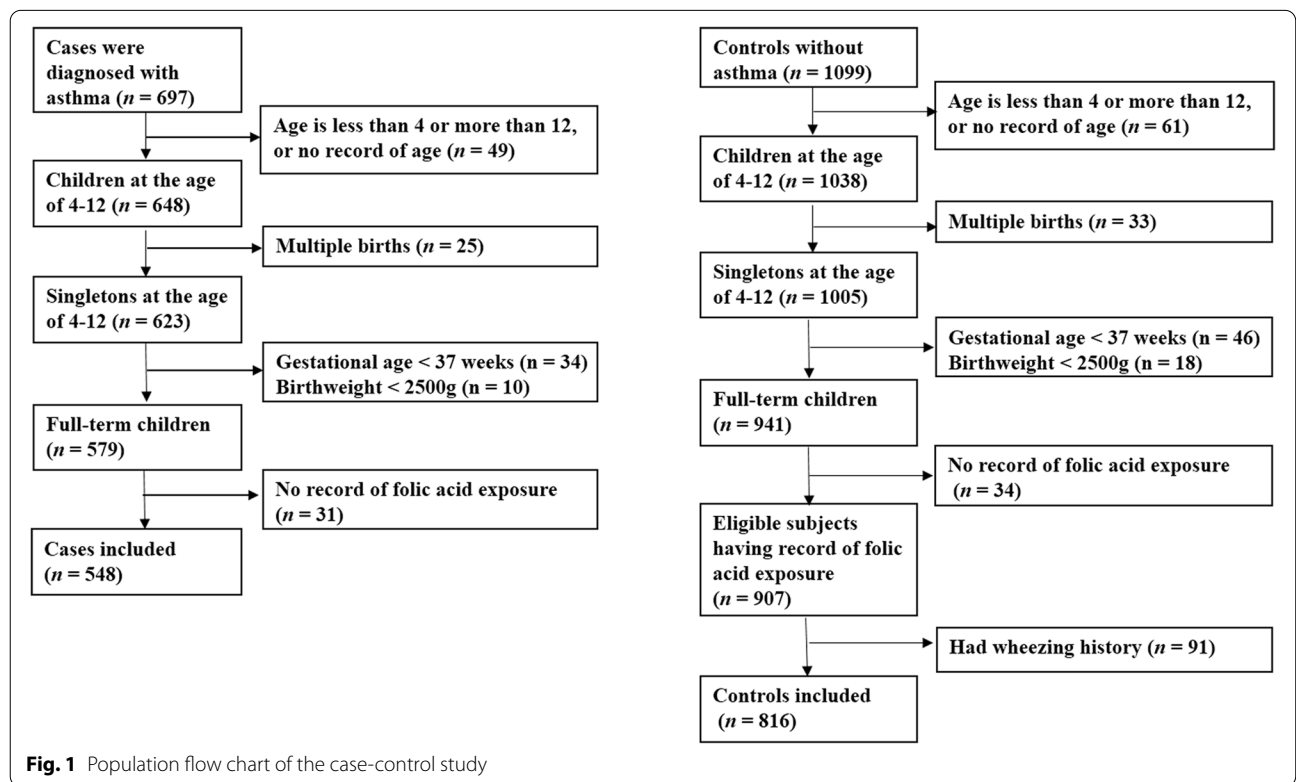 Cases were
diagnosed with
asthma (n = 697)
Age is less than 4 or more than 12,
or no record of age (n = 49)
Children at the age
of 4-12 (n = 648)
Multiple births (n = 25)
Singletons at the age
of 4-12 (n = 623)
Gestational age < 37 weeks (n = 34)
Birthweight < 2500g (n = 10)
Full-term children
(n = 579)
No record of folic acid exposure
(n = 31)
Cases included
(n = 548)
Controls without
asthma (n = 1099)
Age is less than 4 or more than 12,
or no record of age (n = 61)
Children at the age
of 4-12 (n = 1038)
Multiple births (n = 33)
Singletons at the age
of 4-12 (n = 1005)
Gestational age < 37 weeks (n = 46)
Birthweight < 2500g (n = 18)
Full-term children
(n = 941)
No record of folic acid exposure
(n = 34)
Eligible subjects
having record of folic
acid exposure
(n = 907)
Had wheezing history (n = 91)
Controls included
(n = 816)
Fig. 1 Population flow chart of the case-control study